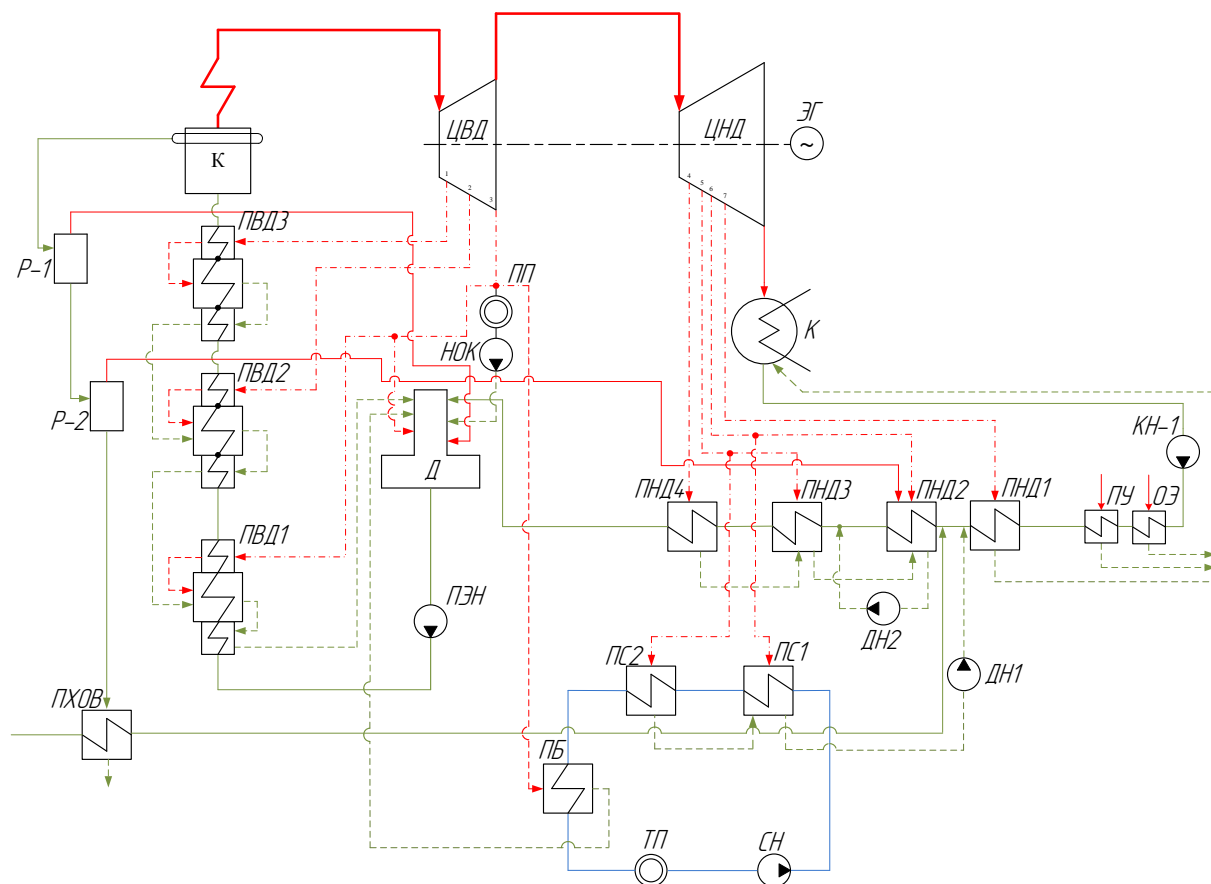 ЭГ
ЦВД
ЦНД
К
1
2
3
4
5
6
7
ПВД3
Р-1
ПП
К
НОК
ПВД2
Р-2
КН-1
Д
ПНД4
ПНД3
ПНД2
ПНД1
ПУ
ОЭ
ПВД1
ПЭН
ДН2
ПС2
ПС1
ДН1
ПХОВ
ПБ
ТП
СН
~